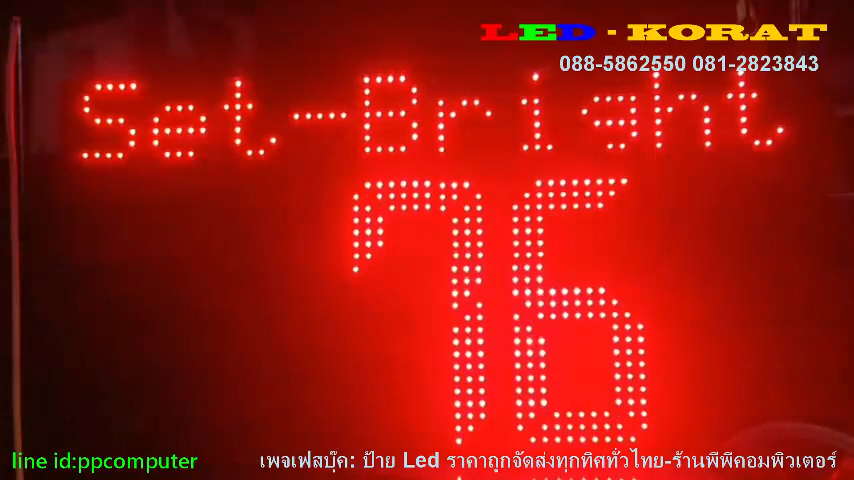 LED - KORAT
088-5862550 081-2823843
Set-Bright
76
line id:ppcomputer
เพจเฟสบุ๊ค: ป้าย Led ราคาถูกจัดส่งทุกทิศทั่วไทย-ร้านพีพีคอมพิวเตอร์